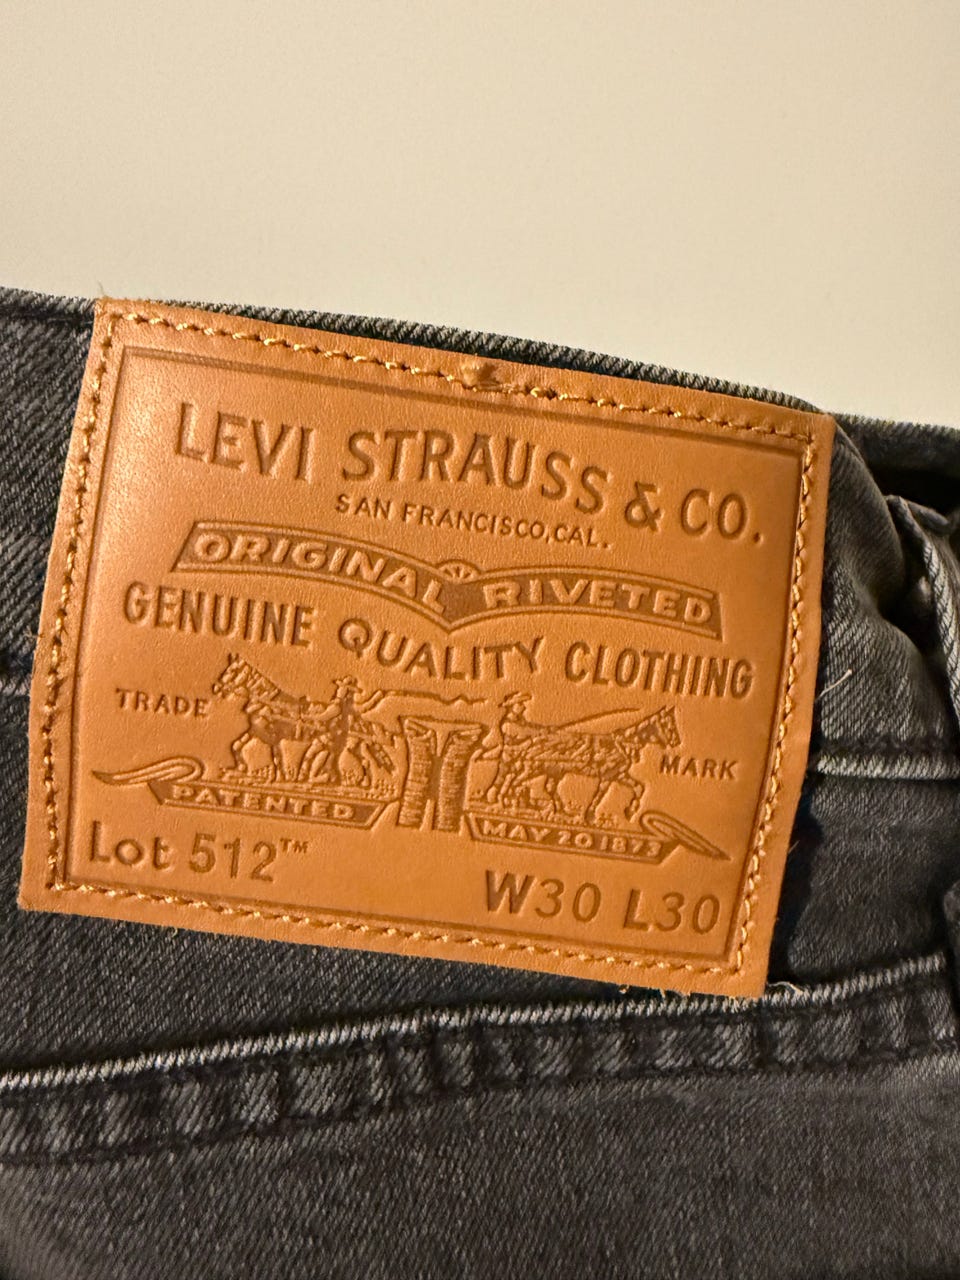 LEVI STRAUSS & CO.
SAN FRANCISCO, CAL.
ORIGINAL RIVETED
GENUINE QUALITY CLOTHING
TRADE MARK
PATENTED MAY 20 1873
Lot 512™ W30 L30